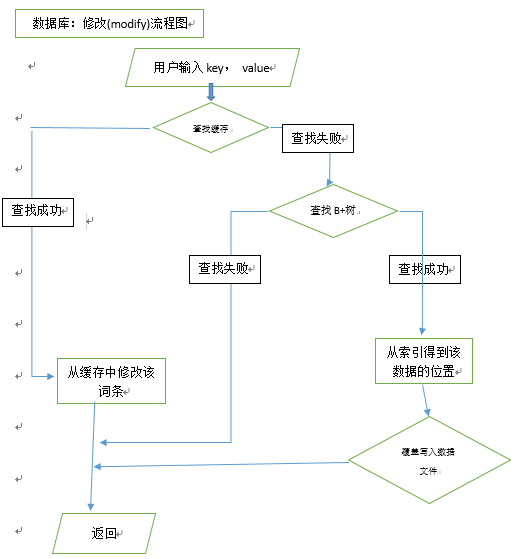 数据库：修改(modify)流程图
用户输入 key， value
查找缓存
查找失败
查找成功
查找 B+树
查找失败
查找成功
从索引得到该
数据的位置
从缓存中修改该
词条
覆盖写入数据
文件
返回